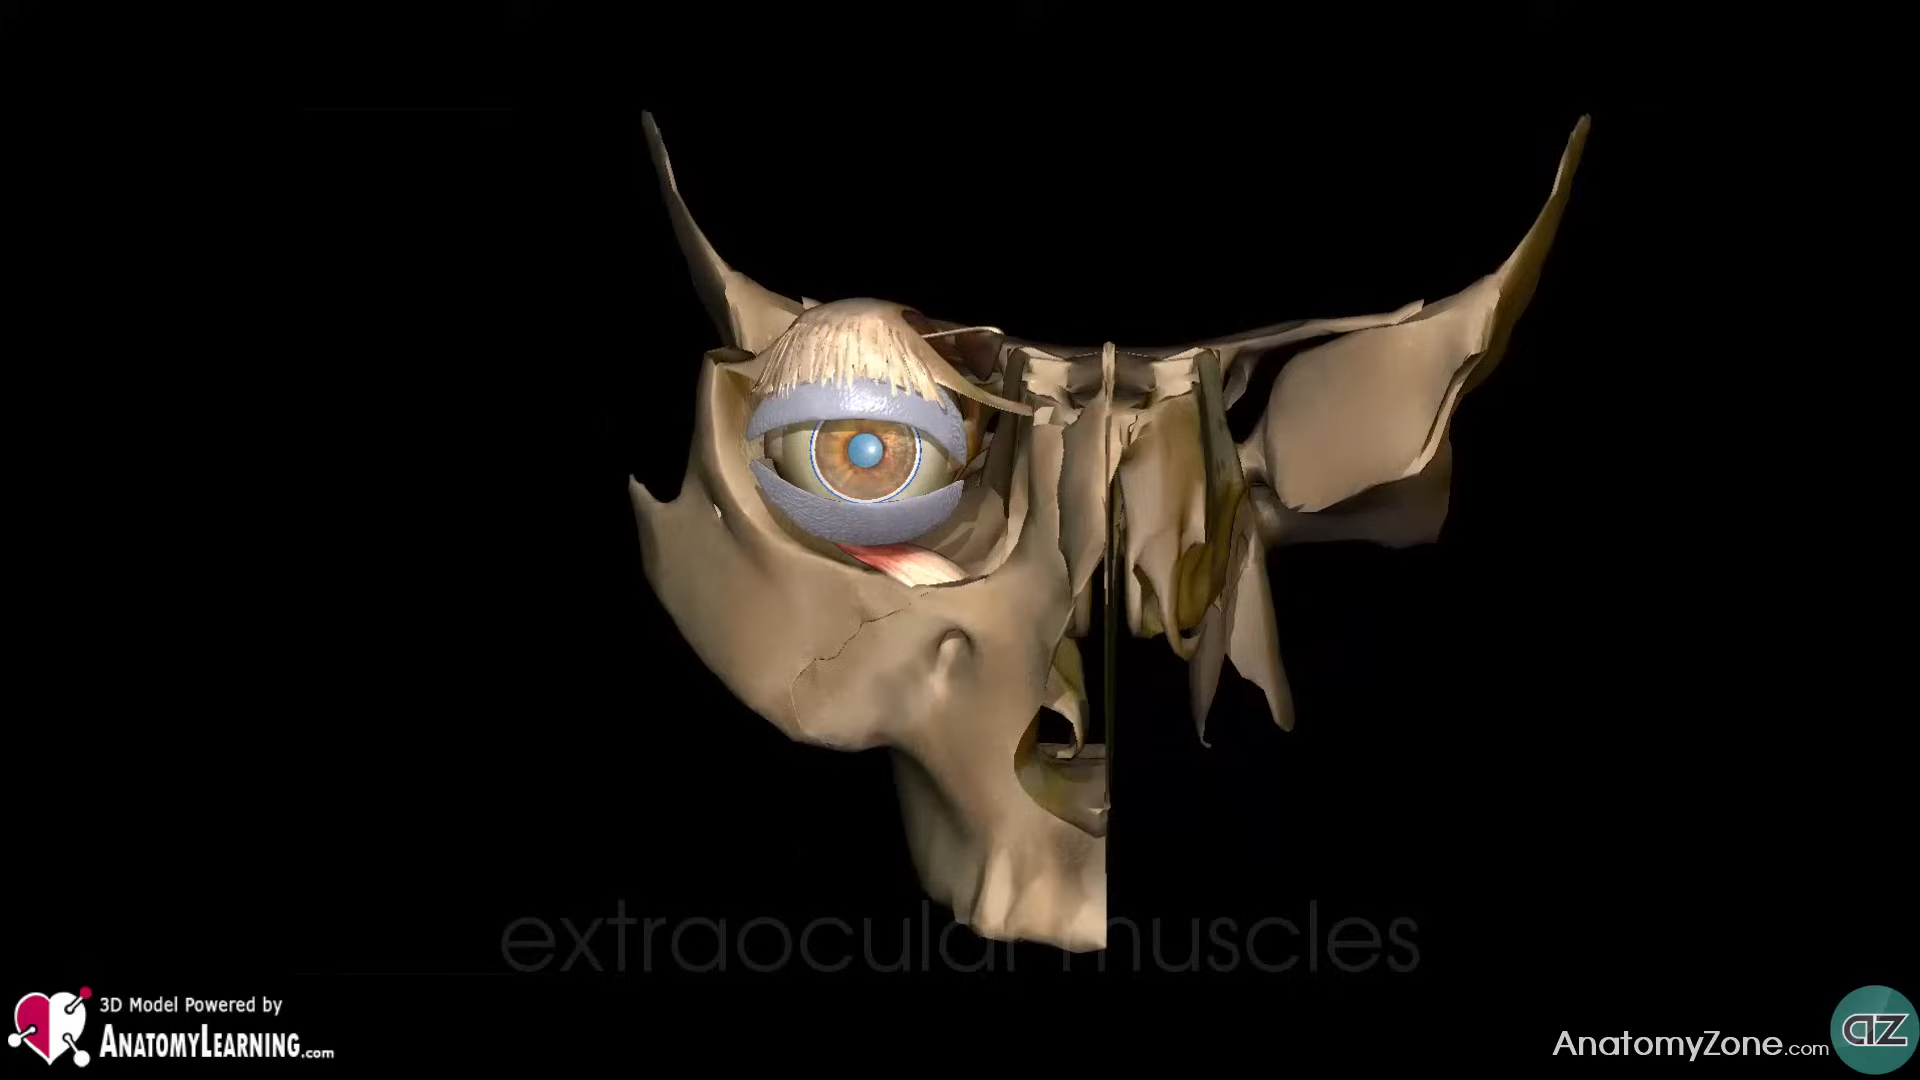 extraocular muscles
3D Model Powered by
ANATOMYLEARNING.com
AnatomyZone.com
az